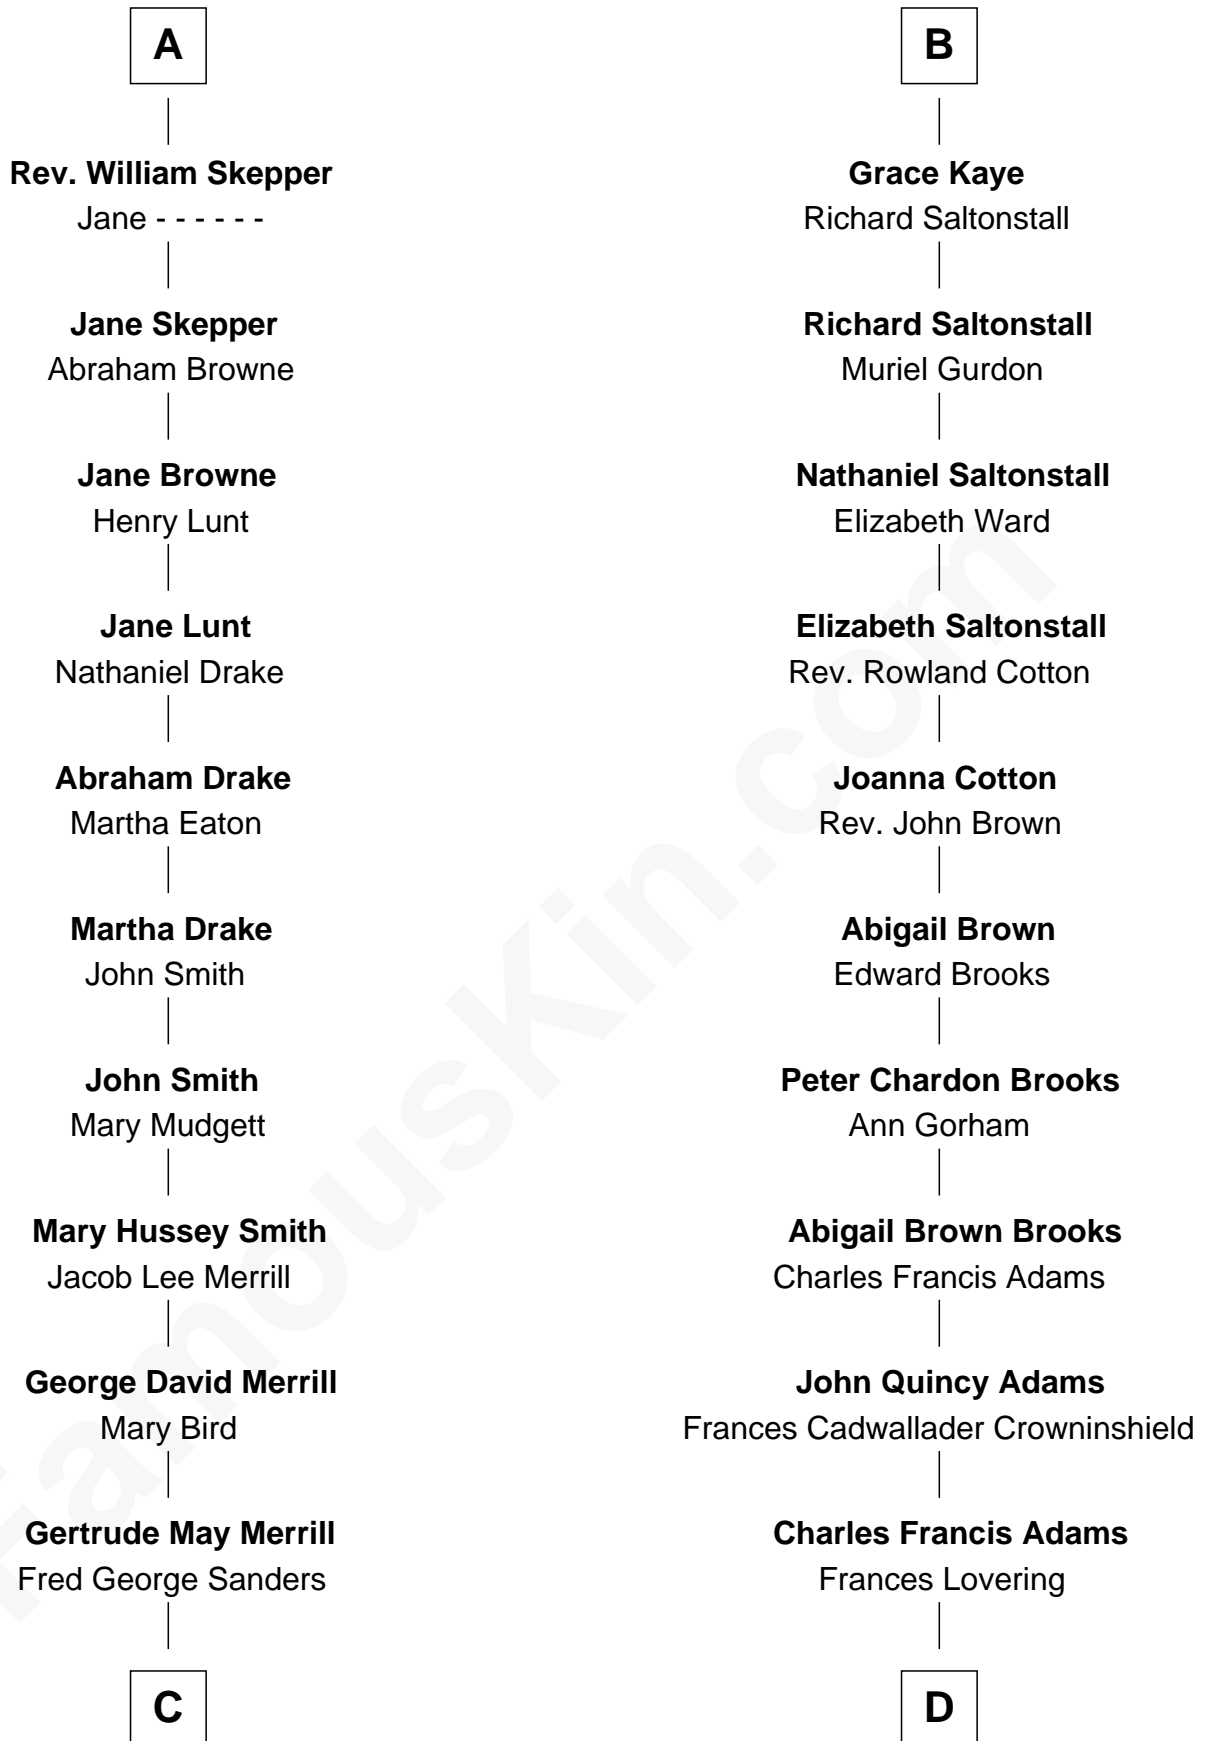 A
Rev. William Skepper
Jane - - - - - -
Jane Skepper
Abraham Browne
Jane Browne
Henry Lunt
Jane Lunt
Nathaniel Drake
Abraham Drake
Martha Eaton
Martha Drake
John Smith
John Smith
Mary Mudgett
Mary Hussey Smith
Jacob Lee Merrill
George David Merrill
Mary Bird
Gertrude May Merrill
Fred George Sanders
C
B
Grace Kaye
Richard Saltonstall
Richard Saltonstall
Muriel Gurdon
Nathaniel Saltonstall
Elizabeth Ward
Elizabeth Saltonstall
Rev. Rowland Cotton
Joanna Cotton
Rev. John Brown
Abigail Brown
Edward Brooks
Peter Chardon Brooks
Ann Gorham
Abigail Brown Brooks
Charles Francis Adams
John Quincy Adams
Frances Cadwallader Crowninshield
Charles Francis Adams
Frances Lovering
D
FamousKin.com